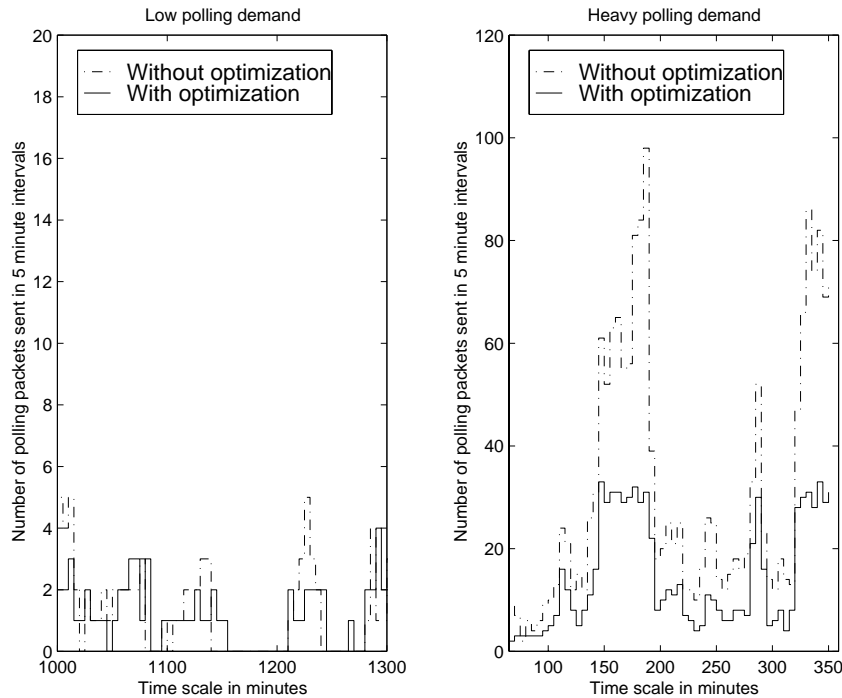 Low polling demand
20
18
16
14
12
10
8
6
4
2
0
Number of polling packets sent in 5 minute intervals
Without optimization
With optimization
1000
1100
1200
1300
Time scale in minutes
Heavy polling demand
120
100
80
60
40
20
0
Number of polling packets sent in 5 minute intervals
Without optimization
With optimization
100
150
200
250
300
350
Time scale in minutes